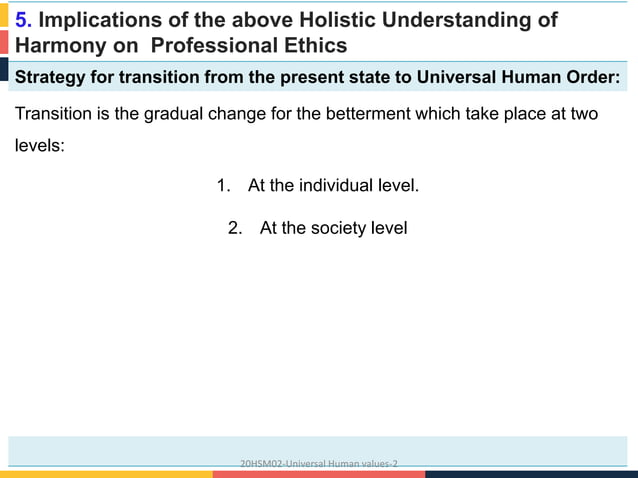 5. Implications of the above Holistic Understanding of
Harmony on  Professional Ethics
Strategy for transition from the present state to Universal Human Order:
Transition is the gradual change for the betterment which take place at two
levels:
1. At the individual level.
2. At the society level
20HSM02-Universal Human values-2